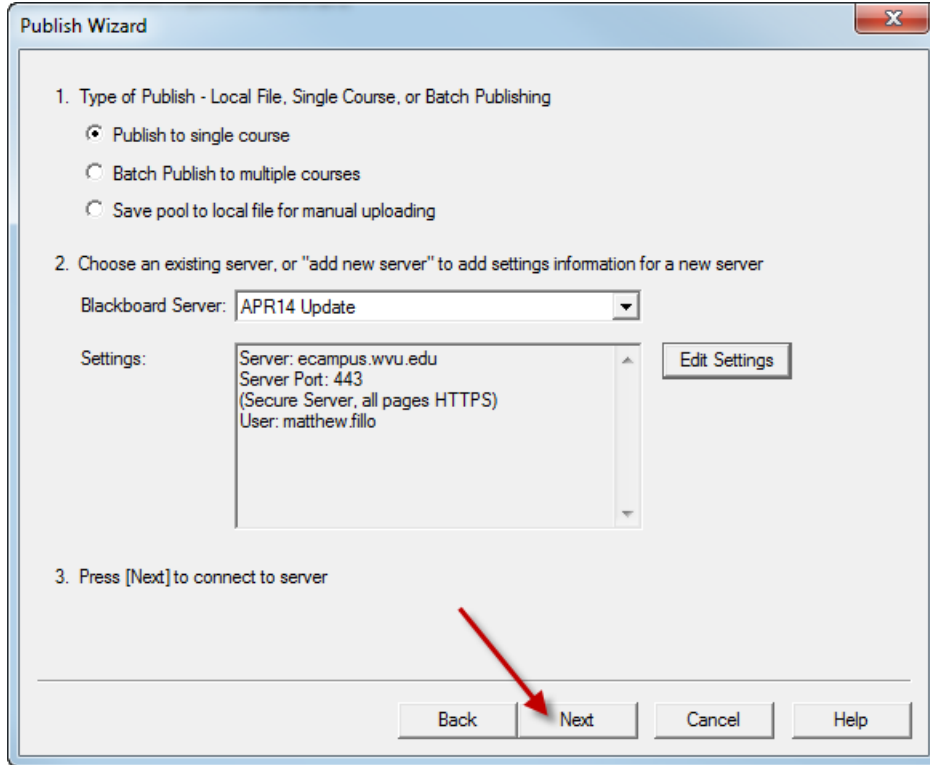 Publish Wizard
1. Type of Publish - Local File, Single Course, or Batch Publishing
Publish to single course
Batch Publish to multiple courses
Save pool to local file for manual uploading
2. Choose an existing server, or "add new server" to add settings information for a new server
Blackboard Server: APR14 Update
Settings:
Server: ecampus.wvu.edu
Server Port: 443
(Secure Server, all pages HTTPS)
User: matthew.fillo
Edit Settings
3. Press [Next] to connect to server
Back Next Cancel Help